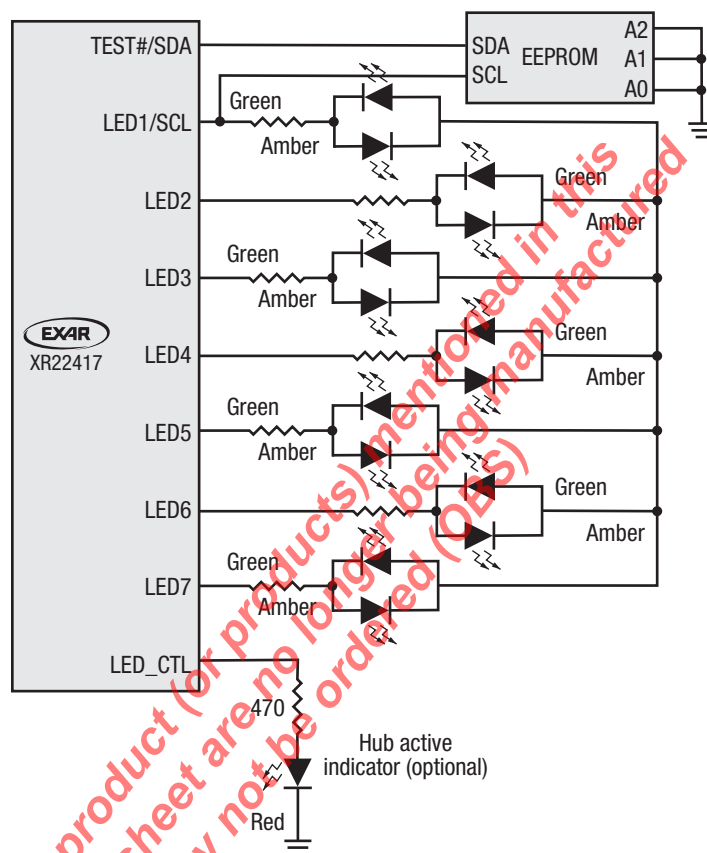 TEST#/SDA
SDA
EEPROM
A2
SCL
A1
A0
Green
LED1/SCL
Amber
Green
LED2
Amber
Green
LED3
Amber
EXAR
XR22417
Green
LED4
Amber
Green
LED5
Amber
Green
LED6
Amber
Green
LED7
Amber
LED_CTL
470
Hub active
indicator (optional)
Red
product (or products) mentioned in this
sheet are no longer being manufactured
y not be ordered (OBS)